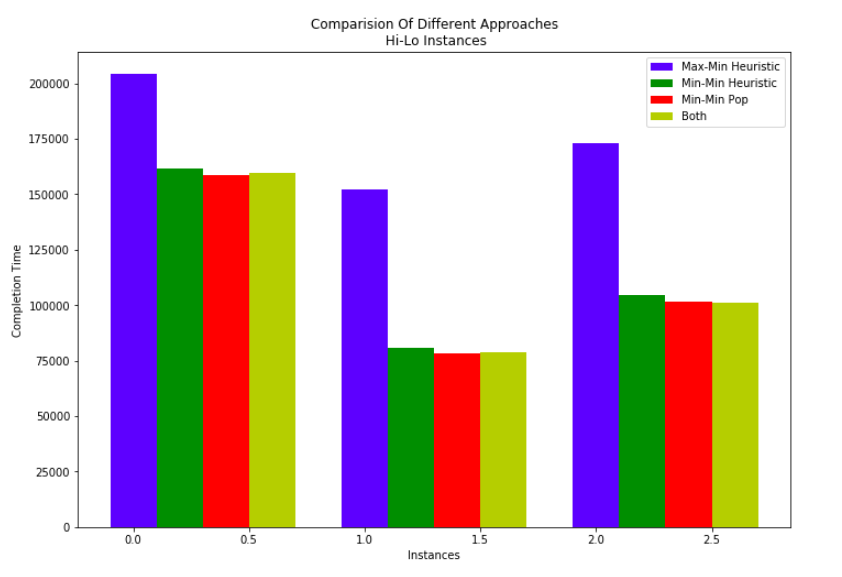 Comparision Of Different Approaches
Hi-Lo Instances
Max-Min Heuristic
Min-Min Heuristic
Min-Min Pop
Both
Completion Time
200000
175000
150000
125000
100000
75000
50000
25000
0
0.0 0.5 1.0 1.5 2.0 2.5
Instances